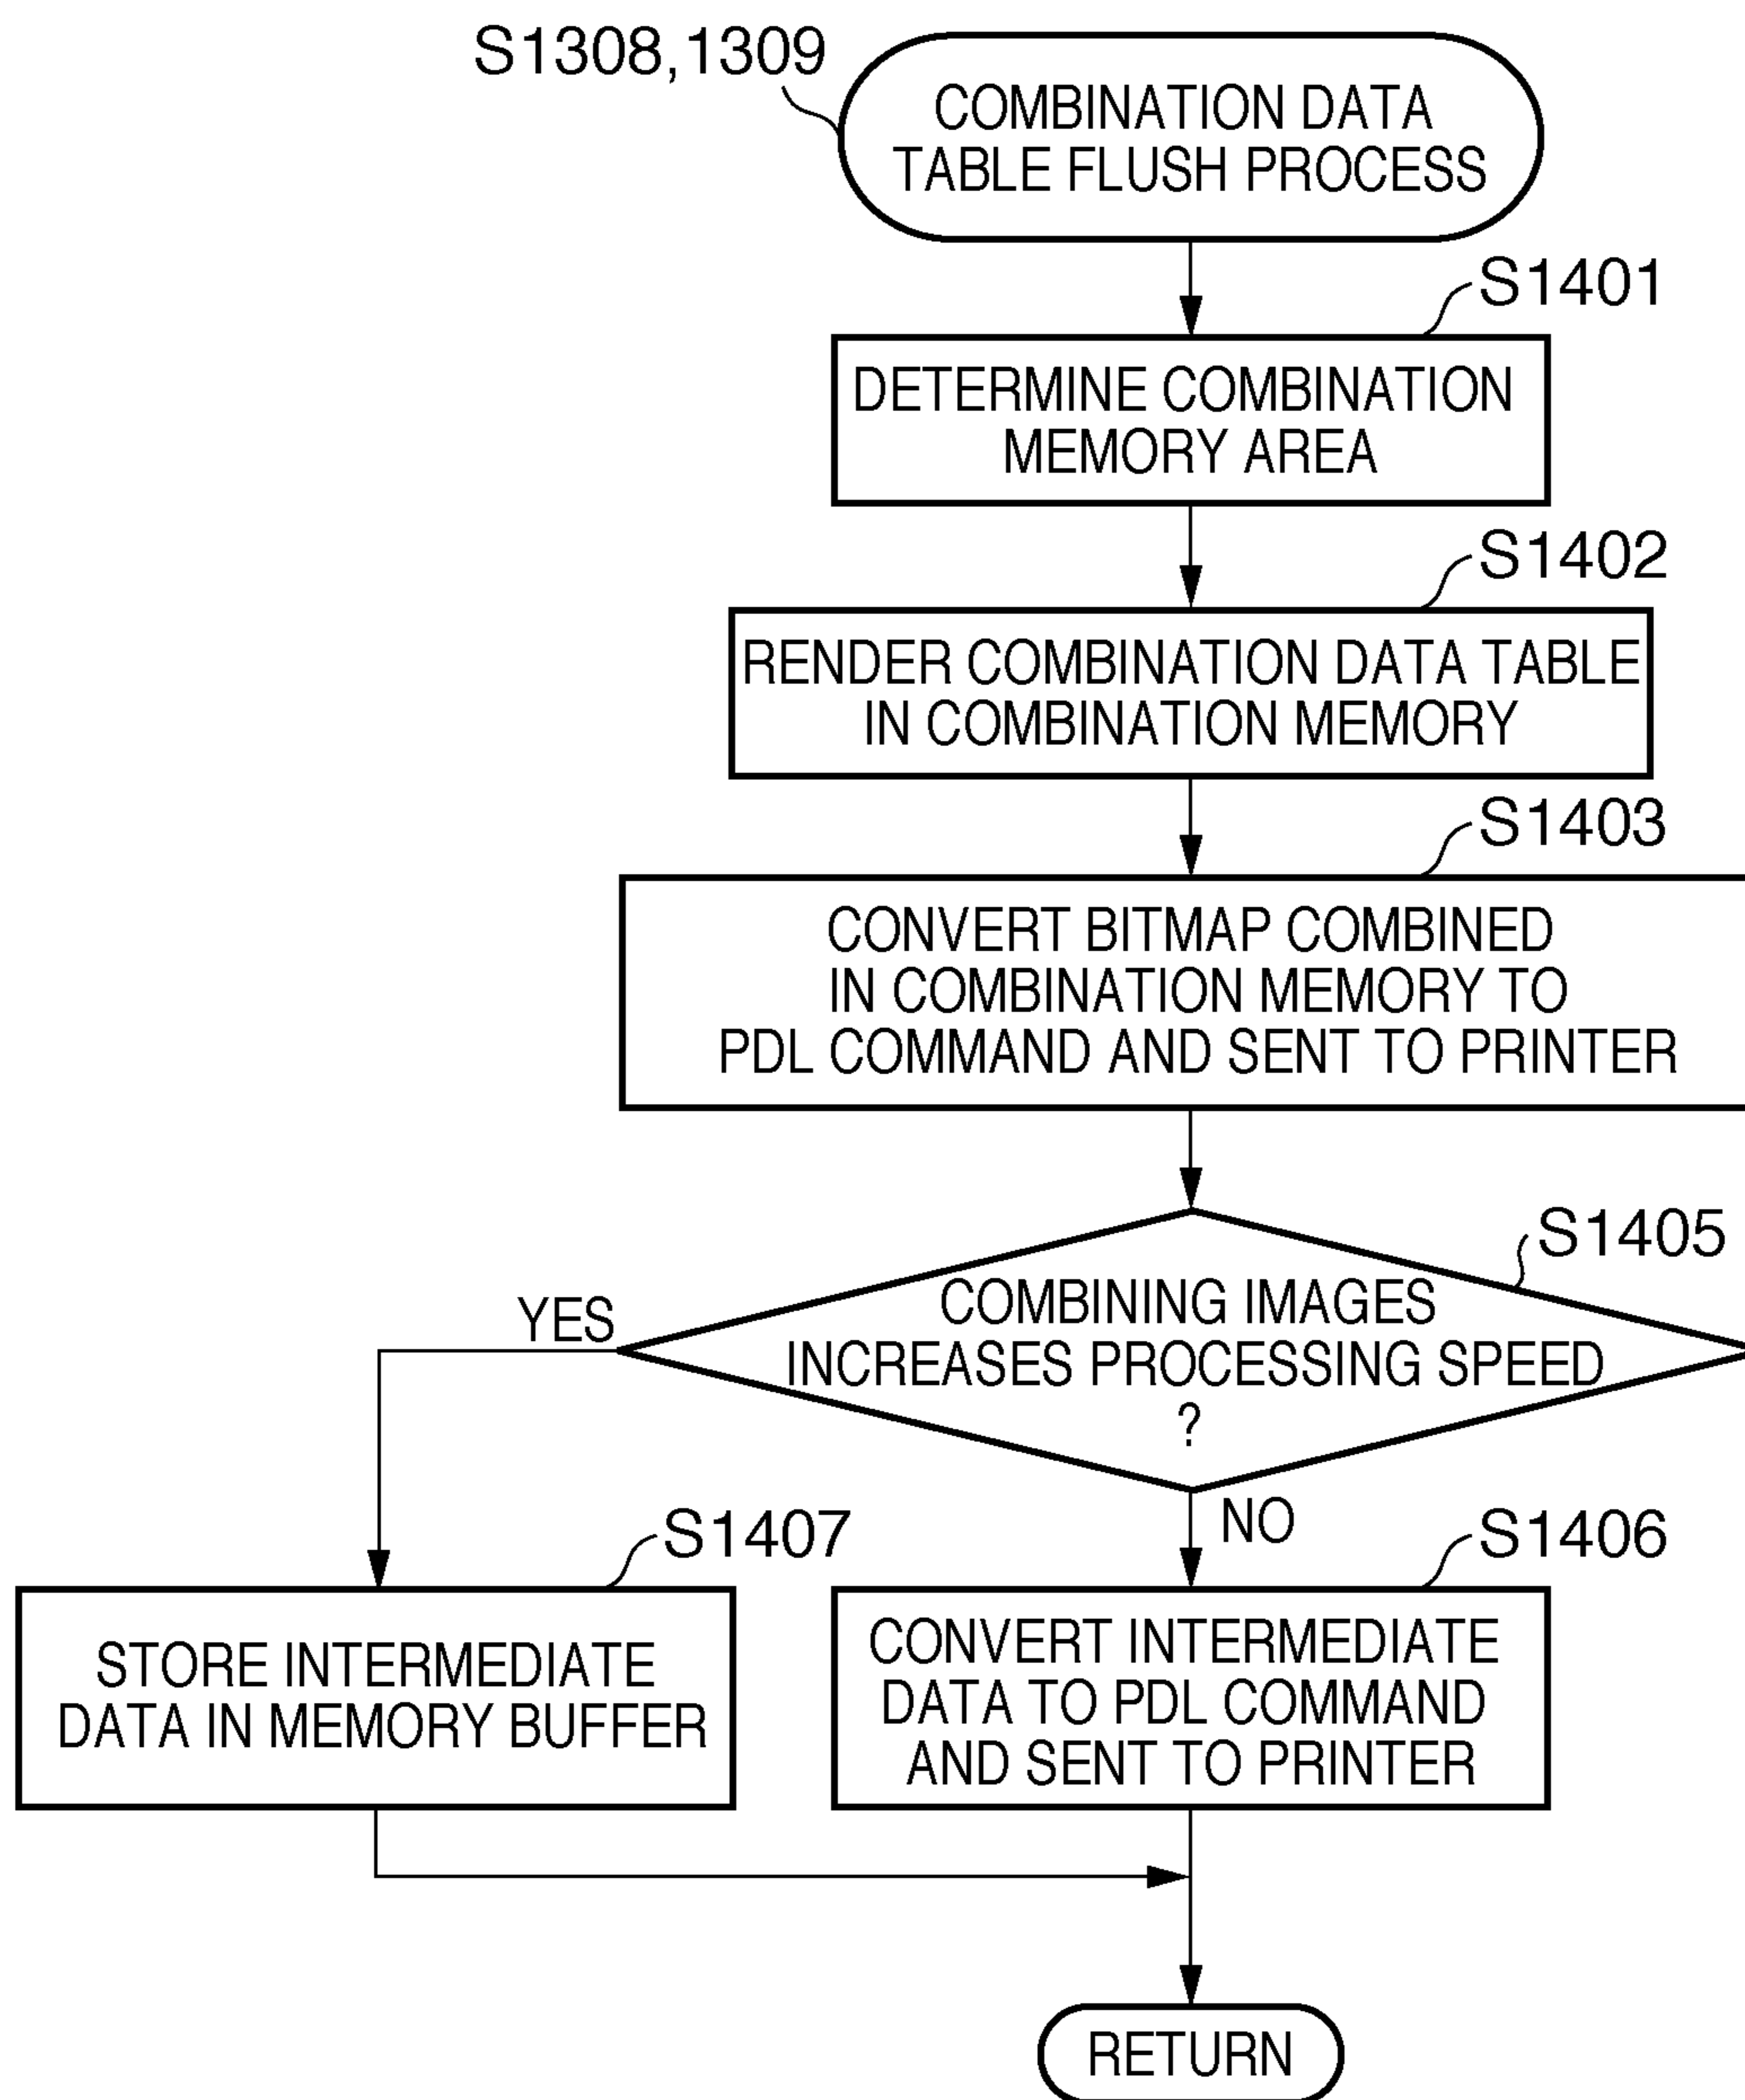 S1308,1309
COMBINATION DATA
TABLE FLUSH PROCESS
S1401
DETERMINE COMBINATION
MEMORY AREA
S1402
RENDER COMBINATION DATA TABLE
IN COMBINATION MEMORY
S1403
CONVERT BITMAP COMBINED
IN COMBINATION MEMORY TO
PDL COMMAND AND SENT TO PRINTER
S1405
COMBINING IMAGES
INCREASES PROCESSING SPEED
?
YES
NO
S1407
STORE INTERMEDIATE
DATA IN MEMORY BUFFER
S1406
CONVERT INTERMEDIATE
DATA TO PDL COMMAND
AND SENT TO PRINTER
RETURN